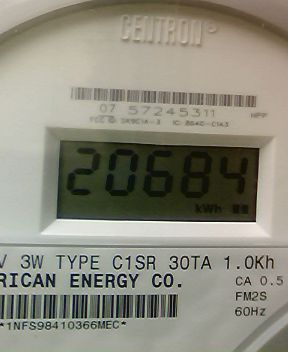 CENTRON®
07 57245311
HPP
20684
kWh
V 3W TYPE C1SR 30TA 1.0Kh
RICAN ENERGY CO.
CA 0.5
FM2S
60Hz
*1NFS98410366MEC*